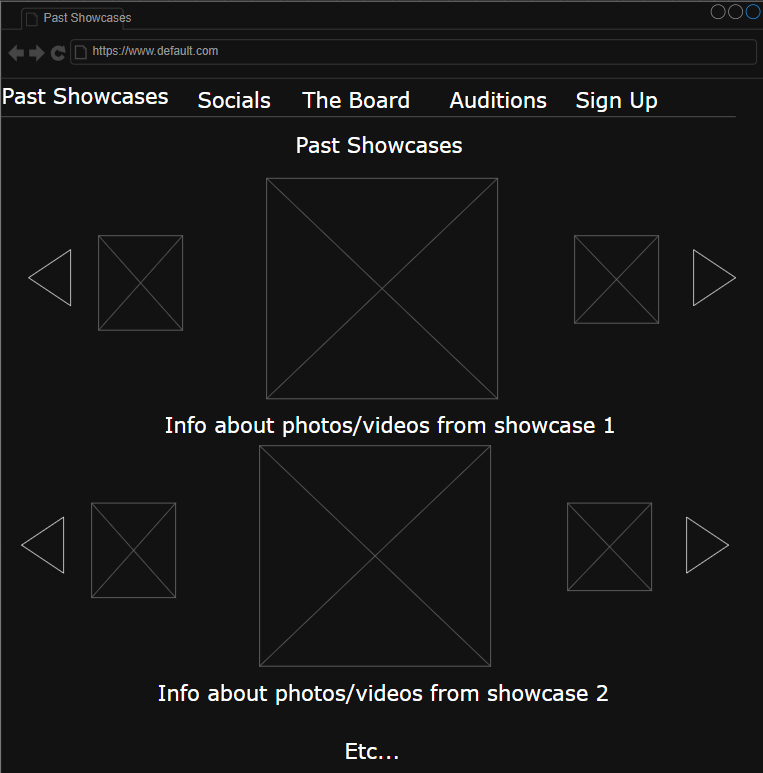 Past Showcases
https://www.default.com
Past Showcases Socials The Board Auditions Sign Up
Past Showcases
Info about photos/videos from showcase 1
Info about photos/videos from showcase 2
Etc...